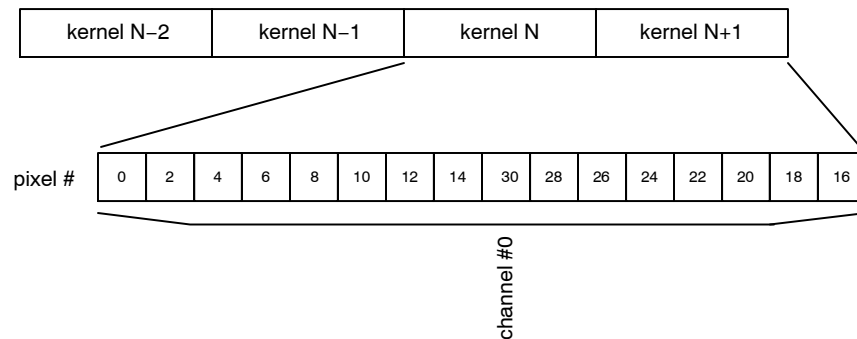 kernel N−2 kernel N−1 kernel N kernel N+1
pixel # 0 2 4 6 8 10 12 14 30 28 26 24 22 20 18 16
channel #0